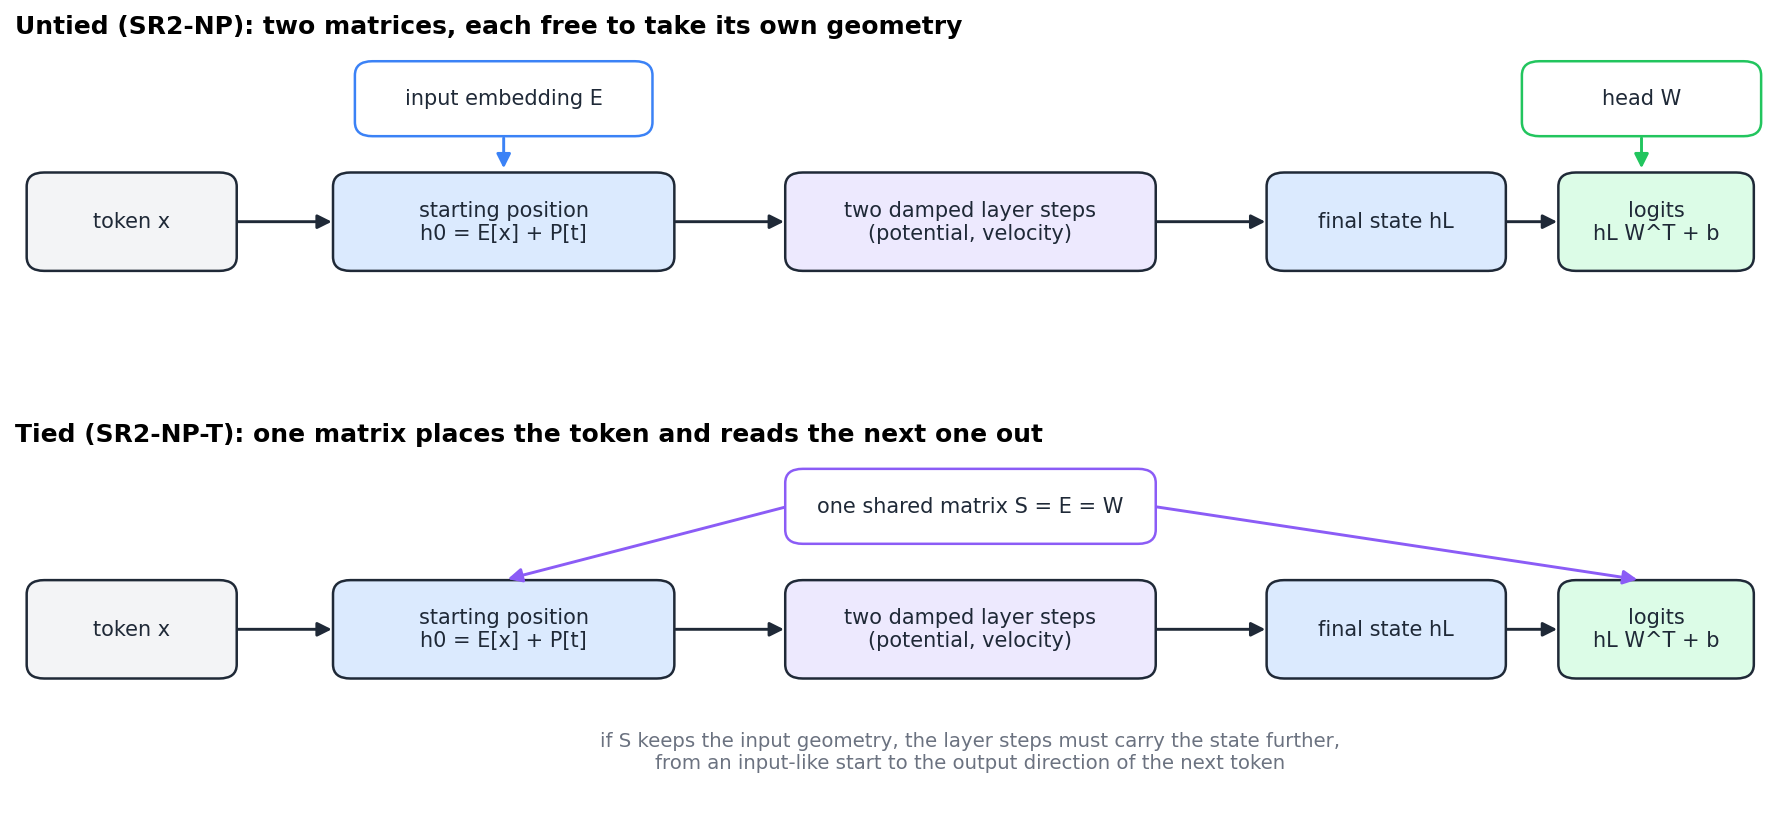 Untied (SR2-NP): two matrices, each free to take its own geometry
input embedding E
head W
token x
starting position
h0 = E[x] + P[t]
two damped layer steps
(potential, velocity)
final state hL
logits
hL W^T + b
Tied (SR2-NP-T): one matrix places the token and reads the next one out
one shared matrix S = E = W
token x
starting position
h0 = E[x] + P[t]
two damped layer steps
(potential, velocity)
final state hL
logits
hL W^T + b
if S keeps the input geometry, the layer steps must carry the state further,
from an input-like start to the output direction of the next token